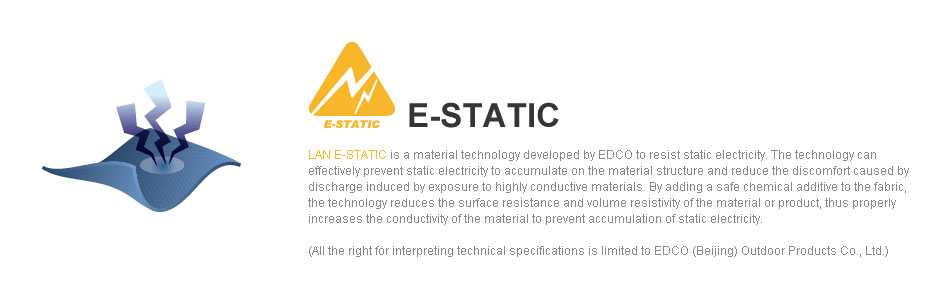 E-STATIC
E-STATIC
LAN E-STATIC is a material technology developed by EDCO to resist static electricity. The technology can
effectively prevent static electricity to accumulate on the material structure and reduce the discomfort caused by
discharge induced by exposure to highly conductive materials. By adding a safe chemical additive to the fabric,
the technology reduces the surface resistance and volume resistivity of the material or product, thus properly
increases the conductivity of the material to prevent accumulation of static electricity.
(All the right for interpreting technical specifications is limited to EDCO (Beijing) Outdoor Products Co., Ltd.)